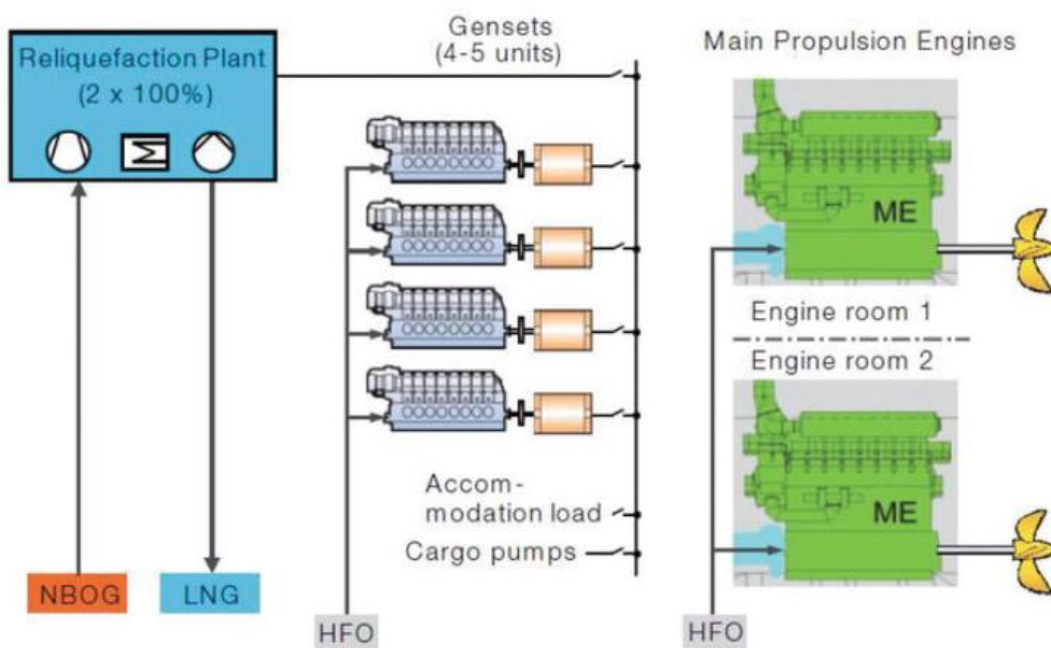 Reliquefaction Plant
(2 x 100%)
Gensets
(4-5 units)
Main Propulsion Engines
ME
Engine room 1
Engine room 2
ME
Accom-
modation load
Cargo pumps
NBOG
LNG
HFO
HFO